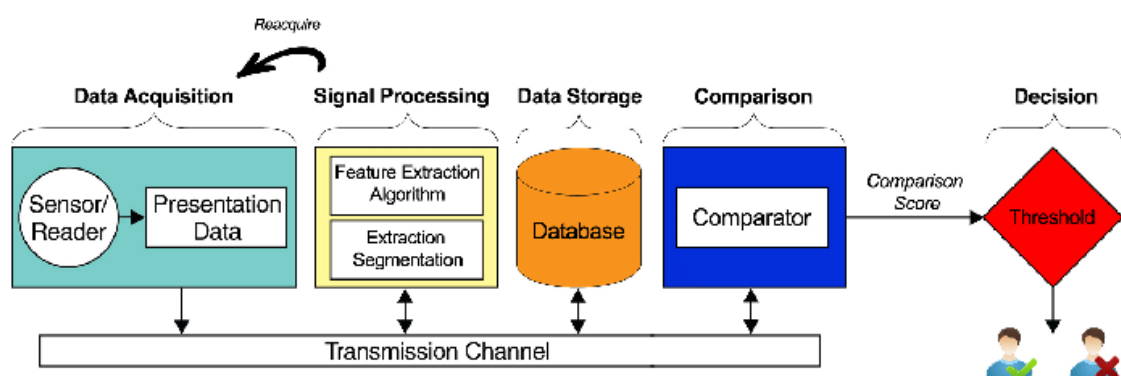 Reacquire
Data Acquisition
Signal Processing
Data Storage
Comparison
Decision
Sensor/
Reader
Presentation
Data
Feature Extraction
Algorithm
Extraction
Segmentation
Database
Comparator
Comparison
Score
Threshold
Transmission Channel